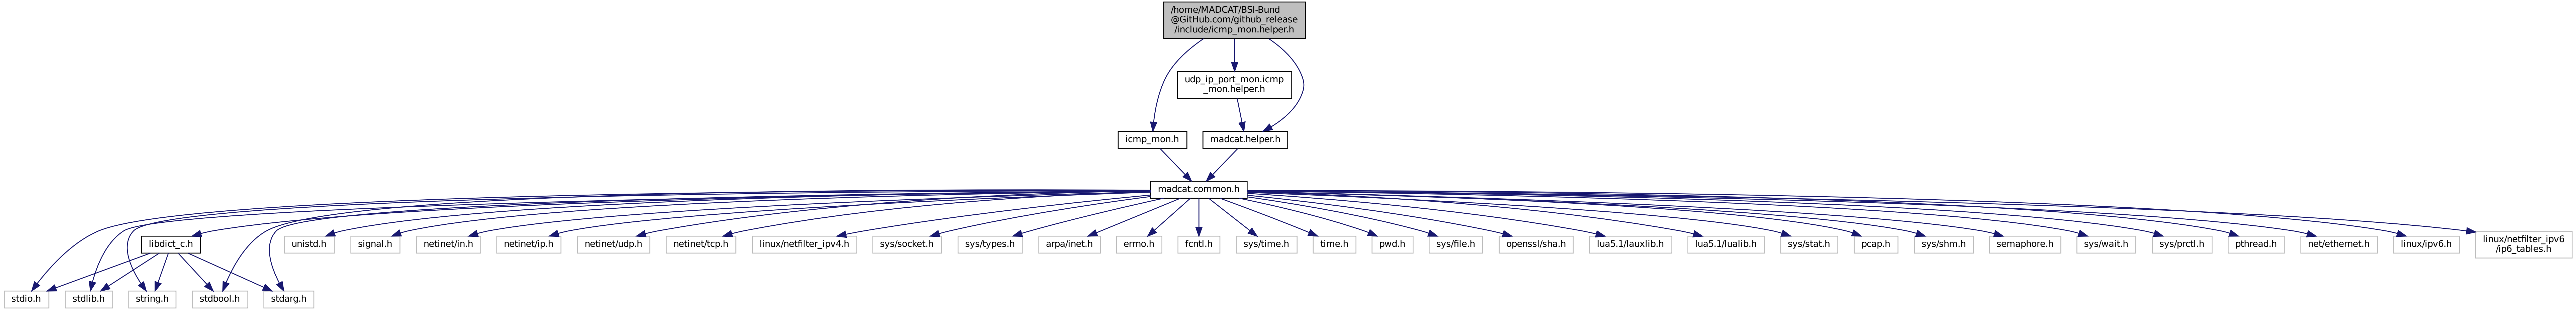 /home/MADCAT/BSI-Bund
@GitHub.com/github_release
/include/icmp_mon.helper.h
udp_ip_port_mon.icmp
_mon.helper.h
icmp_mon.h
madcat.helper.h
madcat.common.h
libdict_c.h
unistd.h
signal.h
netinet/in.h
netinet/ip.h
netinet/udp.h
netinet/tcp.h
linux/netfilter_ipv4.h
sys/socket.h
sys/types.h
arpa/inet.h
errno.h
fcntl.h
sys/time.h
time.h
pwd.h
sys/file.h
openssl/sha.h
lua5.1/lauxlib.h
lua5.1/lualib.h
sys/stat.h
pcap.h
sys/shm.h
semaphore.h
sys/wait.h
sys/prctl.h
pthread.h
net/ethernet.h
linux/ipv6.h
linux/netfilter_ipv6
/ip6_tables.h
stdio.h
stdlib.h
string.h
stdbool.h
stdarg.h